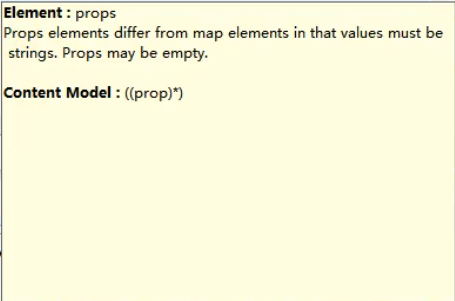 Element : props
Props elements differ from map elements in that values must be
strings. Props may be empty.
Content Model : ((prop)*)